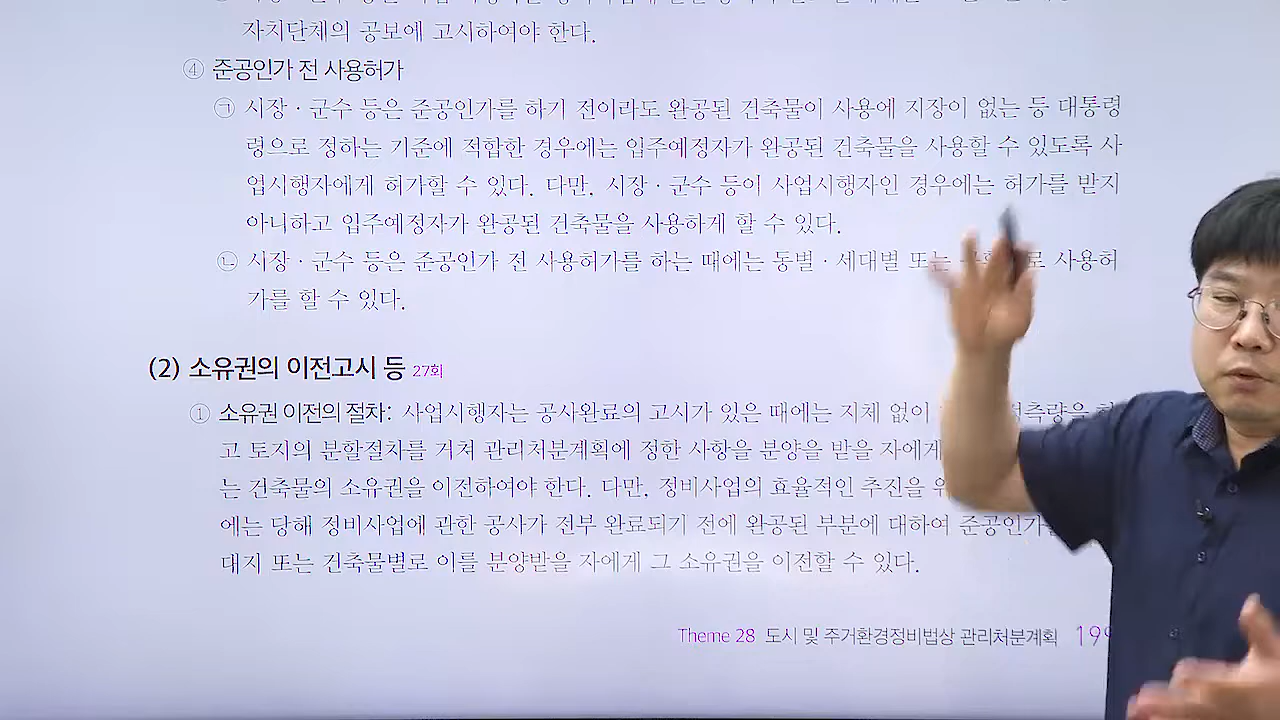 자치단체의 공보에 고시하여야 한다.
④ 준공인가 전 사용허가
㉠ 시장·군수 등은 준공인가를 하기 전이라도 완공된 건축물이 사용에 지장이 없는 등 대통령
령으로 정하는 기준에 적합한 경우에는 입주예정자가 완공된 건축물을 사용할 수 있도록 사
업시행자에게 허가할 수 있다. 다만, 시장·군수 등이 사업시행자인 경우에는 허가를 받지
아니하고 입주예정자가 완공된 건축물을 사용하게 할 수 있다.
㉡ 시장·군수 등은 준공인가 전 사용허가를 하는 때에는 동별·세대별 또는 사용허
가를 할 수 있다.
(2) 소유권의 이전고시 등 27회
① 소유권 이전의 절차: 사업시행자는 공사완료의 고시가 있은 때에는 지체 없이
고 토지의 분할절차를 거쳐 관리처분계획에 정한 사항을 분양을 받을 자에게
는 건축물의 소유권을 이전하여야 한다. 다만, 정비사업의 효율적인 추진을
에는 당해 정비사업에 관한 공사가 전부 완료되기 전에 완공된 부분에 대하여 준공인가
대지 또는 건축물별로 이를 분양받을 자에게 그 소유권을 이전할 수 있다.
Theme 28 도시 및 주거환경정비법상 관리처분계획